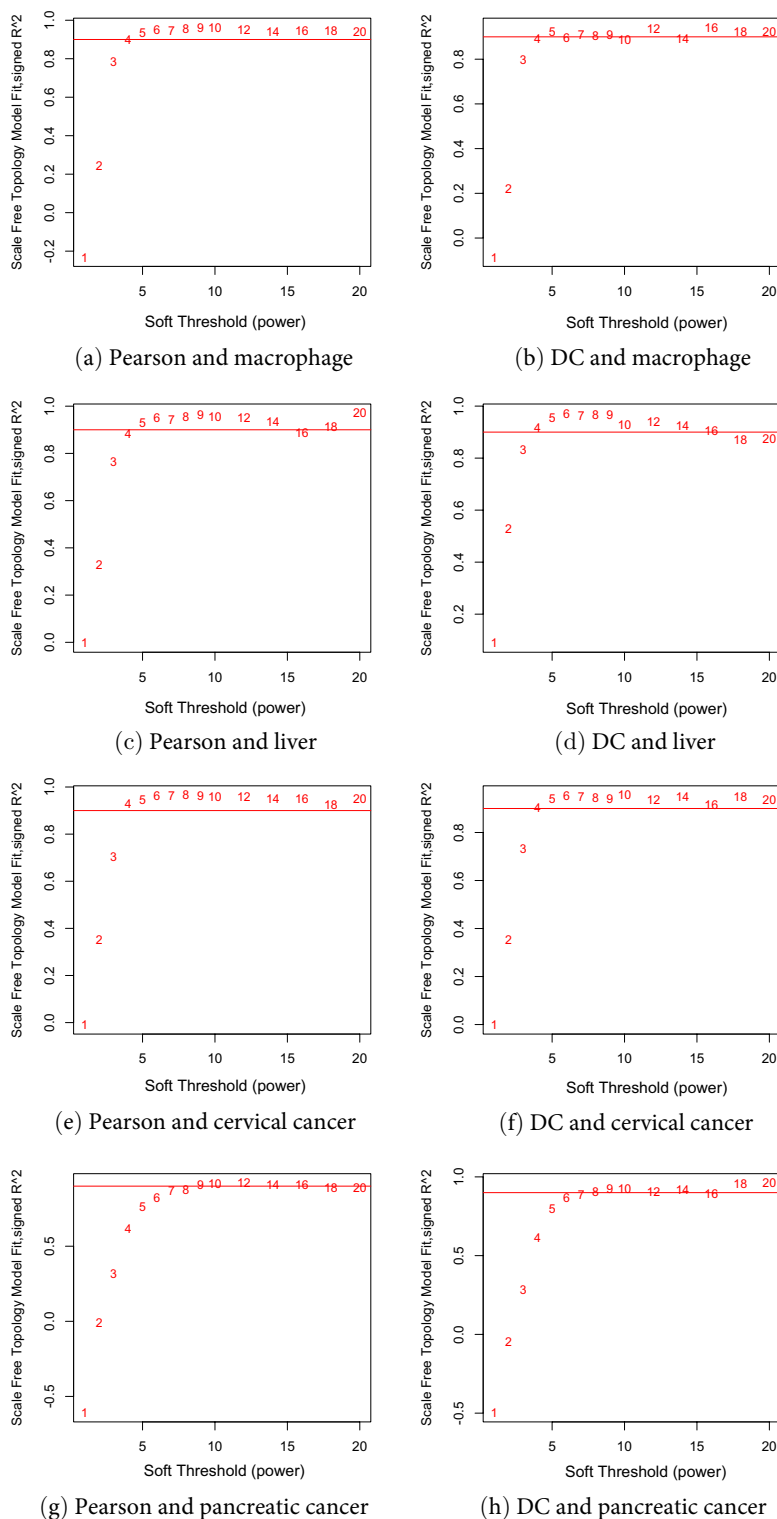 Scale Free Topology Model Fit,signed R^2
1.0
0.8
0.6
0.4
0.2
0.0
-0.2
1 2 3 4 5 6 7 8 9 10 12 14 16 18 20
5 10 15 20
Soft Threshold (power)
(a) Pearson and macrophage
Scale Free Topology Model Fit,signed R^2
0.8
0.6
0.4
0.2
0.0
1 2 3 4 5 6 7 8 9 10 12 14 16 18 20
5 10 15 20
Soft Threshold (power)
(b) DC and macrophage
Scale Free Topology Model Fit,signed R^2
1.0
0.8
0.6
0.4
0.2
0.0
1 2 3 4 5 6 7 8 9 10 12 14 16 18 20
5 10 15 20
Soft Threshold (power)
(c) Pearson and liver
Scale Free Topology Model Fit,signed R^2
1.0
0.8
0.6
0.4
0.2
1 2 3 4 5 6 7 8 9 10 12 14 16 18 20
5 10 15 20
Soft Threshold (power)
(d) DC and liver
Scale Free Topology Model Fit,signed R^2
1.0
0.8
0.6
0.4
0.2
0.0
1 2 3 4 5 6 7 8 9 10 12 14 16 18 20
5 10 15 20
Soft Threshold (power)
(e) Pearson and cervical cancer
Scale Free Topology Model Fit,signed R^2
0.8
0.6
0.4
0.2
0.0
1 2 3 4 5 6 7 8 9 10 12 14 16 18 20
5 10 15 20
Soft Threshold (power)
(f) DC and cervical cancer
Scale Free Topology Model Fit,signed R^2
0.5
0.0
-0.5
1 2 3 4 5 6 7 8 9 10 12 14 16 18 20
5 10 15 20
Soft Threshold (power)
(g) Pearson and pancreatic cancer
Scale Free Topology Model Fit,signed R^2
1.0
0.5
0.0
-0.5
1 2 3 4 5 6 7 8 9 10 12 14 16 18 20
5 10 15 20
Soft Threshold (power)
(h) DC and pancreatic cancer